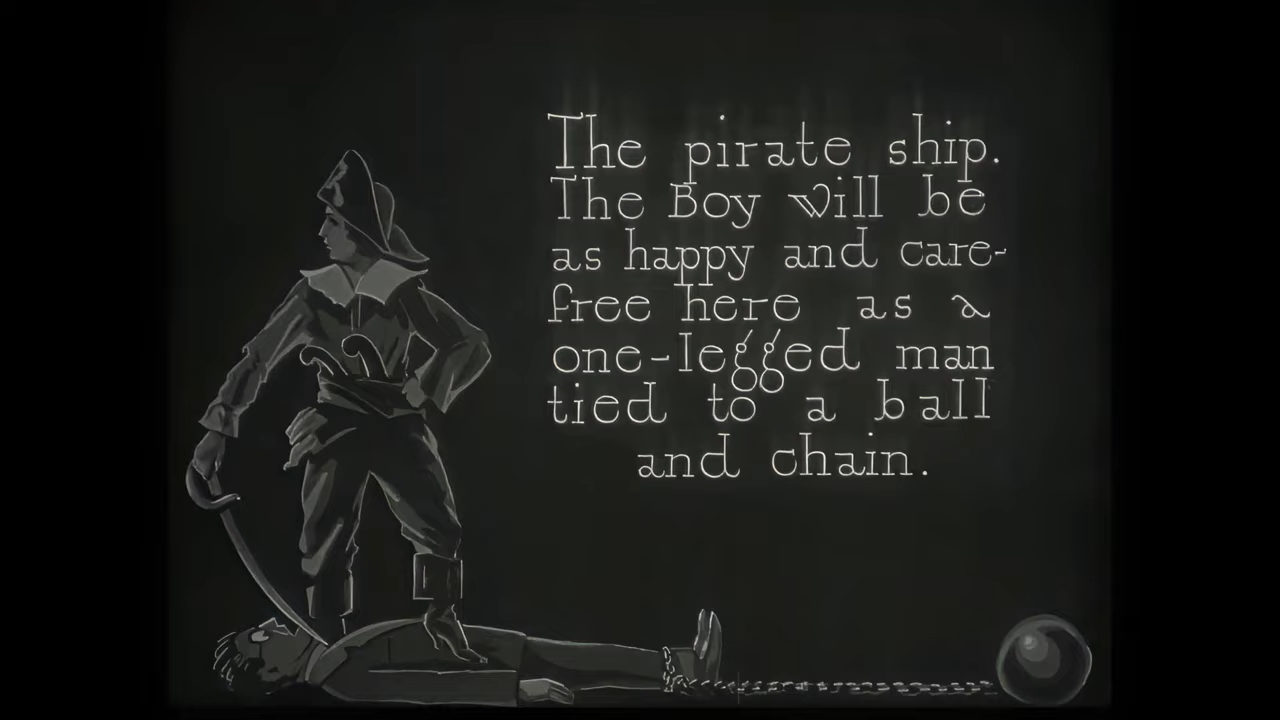 The pirate ship.
The Boy will be
as happy and care-
free here as a
one-legged man
tied to a ball
and chain.